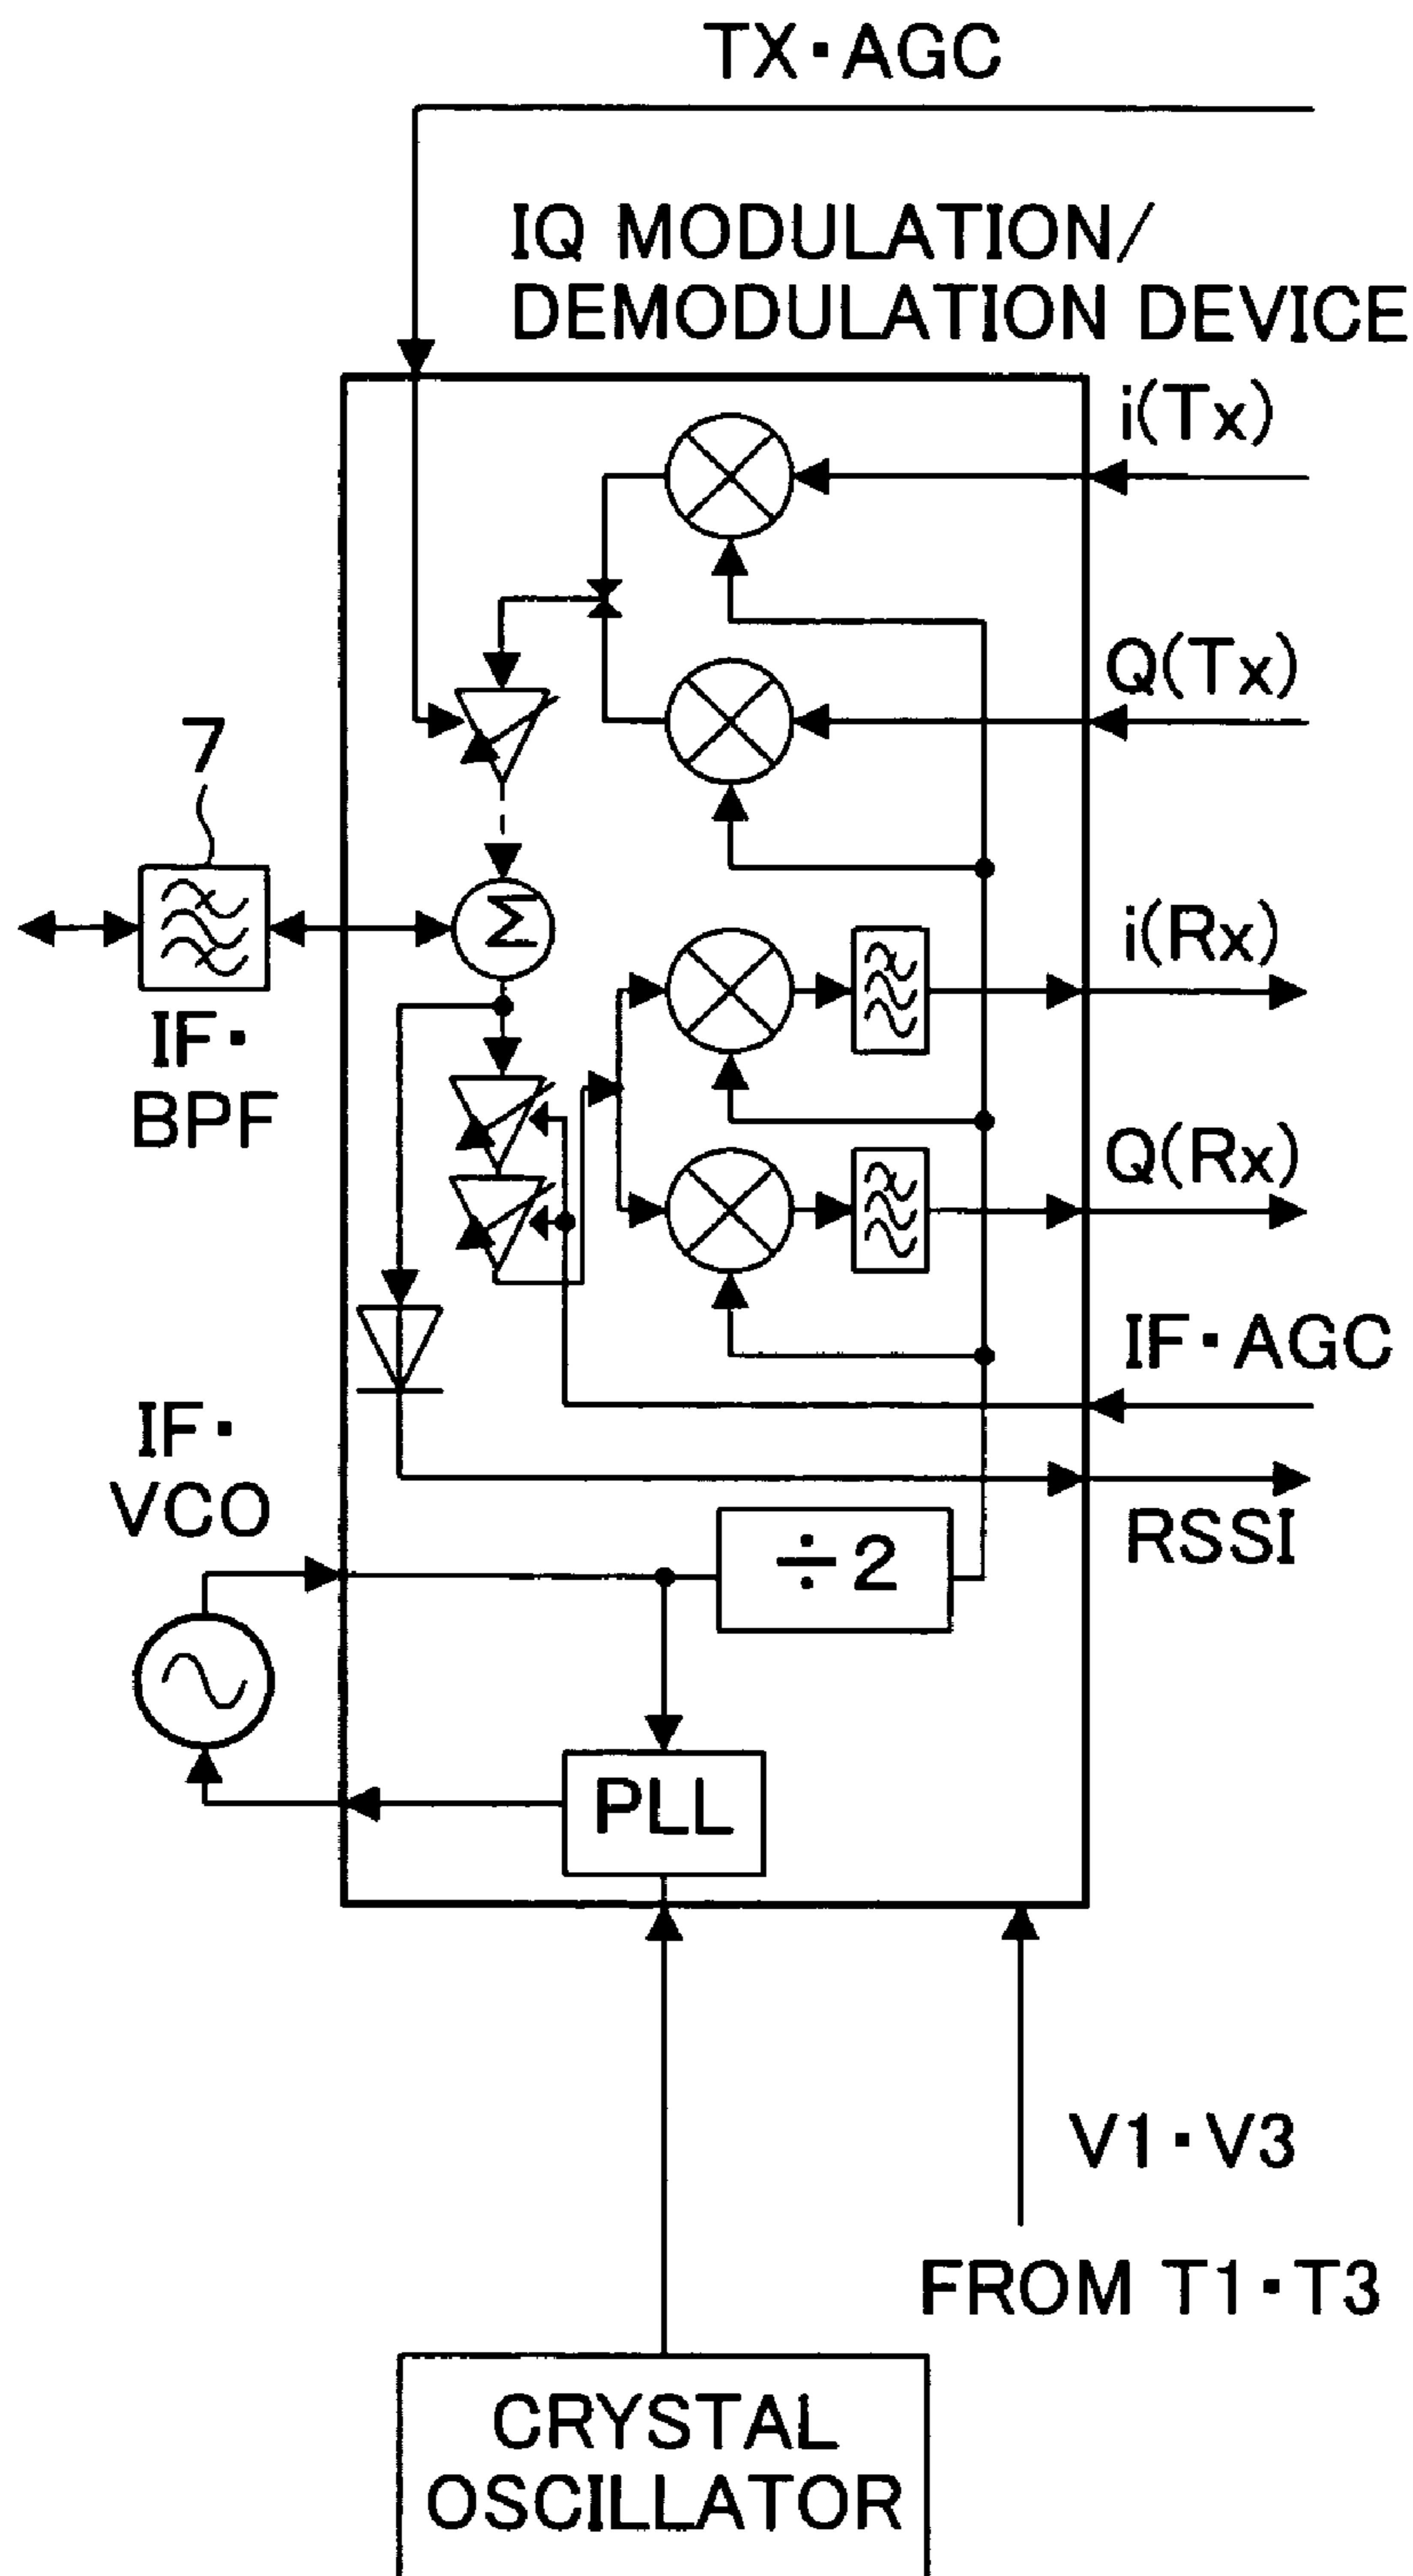 TX・AGC
IQ MODULATION/
DEMODULATION DEVICE
i(Tx)
Q(Tx)
7
Σ
i(Rx)
IF・
BPF
Q(Rx)
IF・AGC
IF・
VCO
RSSI
÷2
PLL
V1・V3
FROM T1・T3
CRYSTAL
OSCILLATOR